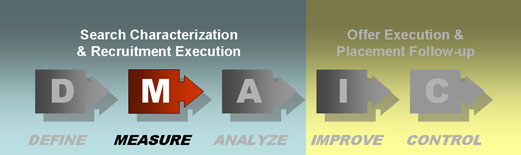 Search Characterization
& Recruitment Execution
Offer Execution &
Placement Follow-up
D M A I C
DEFINE MEASURE ANALYZE IMPROVE CONTROL